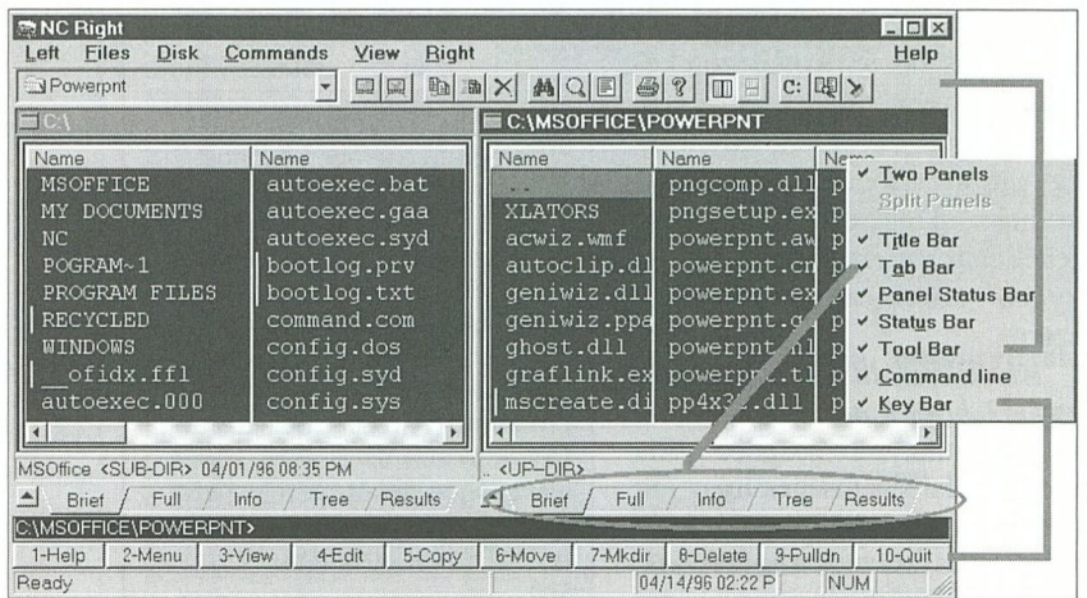 NC Right
Left Files Disk Commands View Right Help
Powerpnt
C:
C:\
Name Name
MSOFFICE autoexec.bat
MY DOCUMENTS autoexec.gaa
NC autoexec.syd
POGRAM~1 bootlog.prv
PROGRAM FILES bootlog.txt
RECYCLED command.com
WINDOWS config.dos
__ofidx.ffl config.syd
autoexec.000 config.sys
C:\MSOFFICE\POWERPNT
Name Name
.. pngcomp.dll p
XLATORS pngsetup.ex p
acwiz.wmf powerpnt.aw p
autoclip.dl powerpnt.cn p
geniwiz.dll powerpnt.ex p
geniwiz.ppa p
ghost.dll p
graflink.ex p
mscreate.di p
Two Panels
Split Panels
Title Bar
Tab Bar
Panel Status Bar
Status Bar
Tool Bar
Command line
Key Bar
MSOffice <SUB-DIR> 04/01/96 08:35 PM
.. <UP-DIR>
Brief Full Info Tree Results
Brief Full Info Tree Results
C:\MSOFFICE\POWERPNT>
1-Help 2-Menu 3-View 4-Edit 5-Copy 6-Move 7-Mkdir 8-Delete 9-Pulldn 10-Quit
Ready 04/14/96 02:22 P NUM